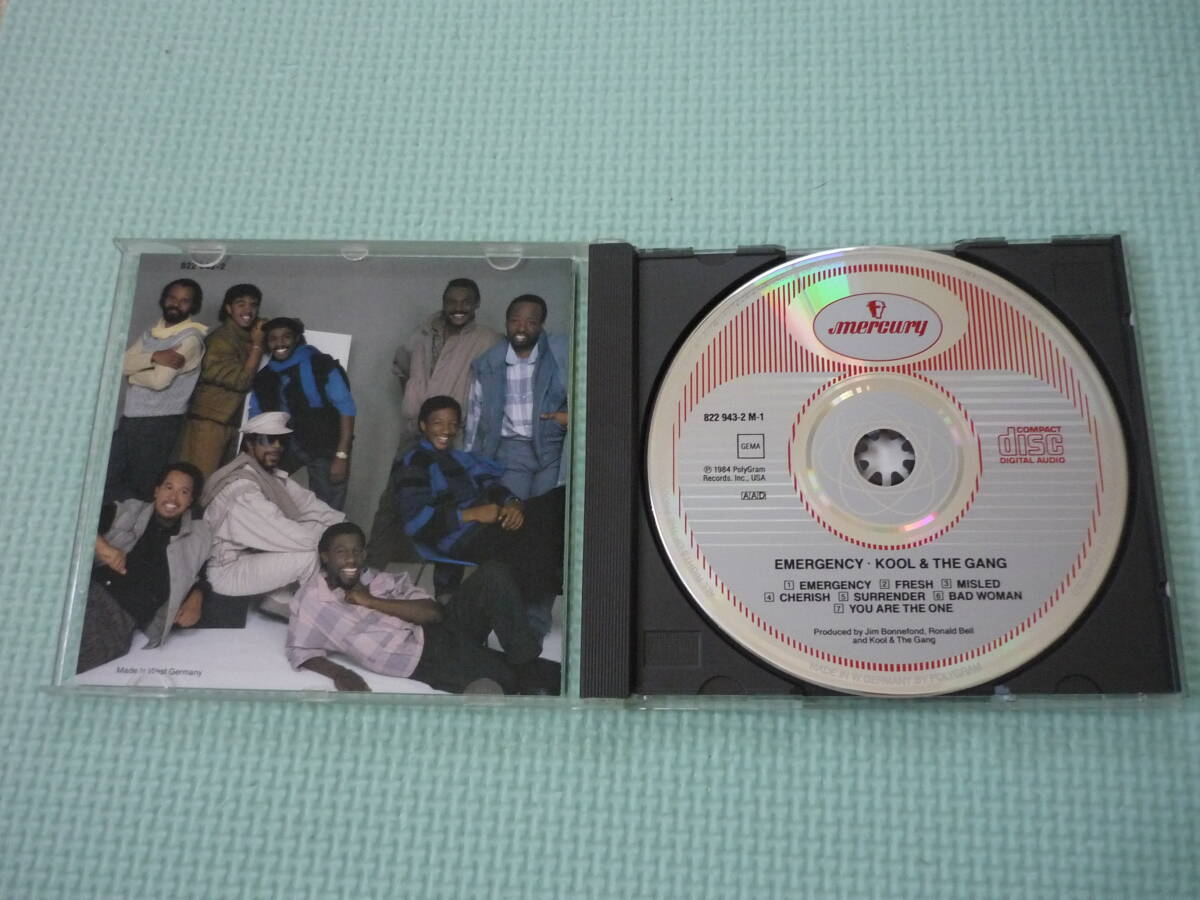 822 943-2
Made in West Germany
mercury
822 943-2 M-1
GEMA
℗ 1984 PolyGram
Records. Inc., USA
AAD
COMPACT
disc
DIGITAL AUDIO
EMERGENCY · KOOL & THE GANG
1 EMERGENCY 2 FRESH 3 MISLED
4 CHERISH 5 SURRENDER 6 BAD WOMAN
7 YOU ARE THE ONE
Produced by Jim Bonnefond, Ronald Bell
and Kool & The Gang
MADE IN W. GERMANY BY POLYGRAM